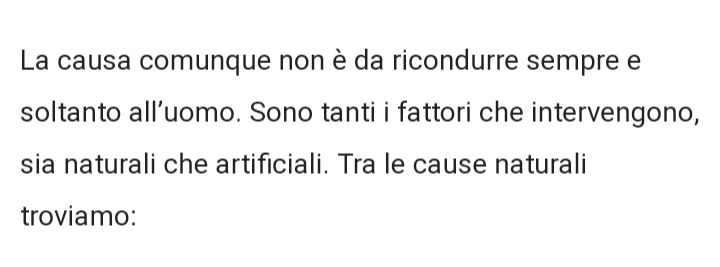 La causa comunque non è da ricondurre sempre e
soltanto all’uomo. Sono tanti i fattori che intervengono,
sia naturali che artificiali. Tra le cause naturali
troviamo: